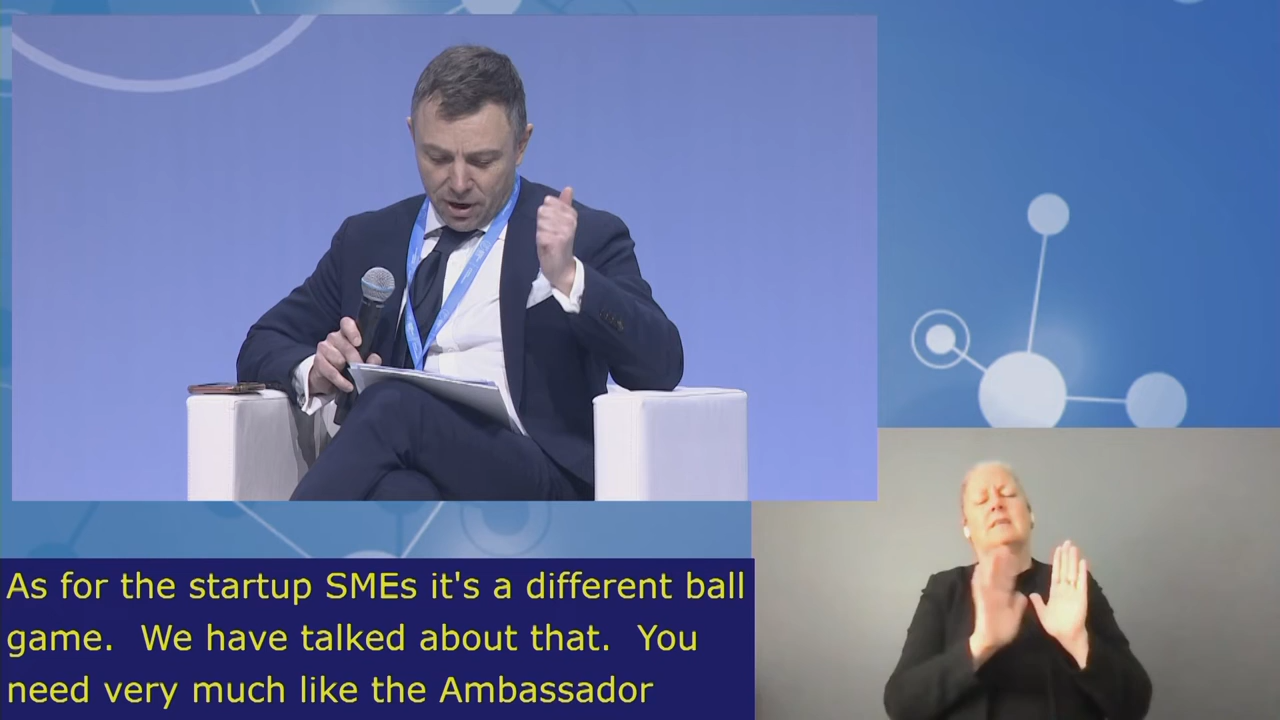 As for the startup SMEs it's a different ball
game.  We have talked about that.  You
need very much like the Ambassador